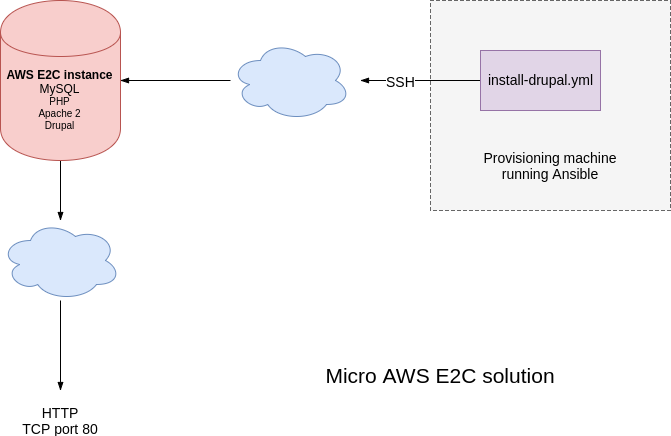 AWS E2C instance
MySQL
PHP
Apache 2
Drupal
SSH
install-drupal.yml
Provisioning machine
running Ansible
Micro AWS E2C solution
HTTP
TCP port 80